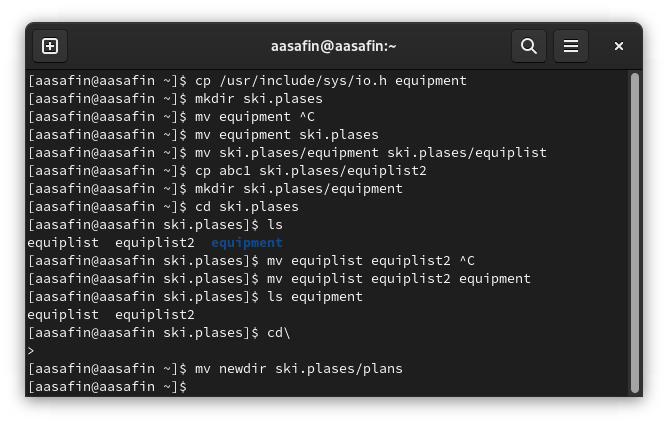 aasafin@aasafin:~
[aasafin@aasafin ~]$ cp /usr/include/sys/io.h equipment
[aasafin@aasafin ~]$ mkdir ski.plases
[aasafin@aasafin ~]$ mv equipment ^C
[aasafin@aasafin ~]$ mv equipment ski.plases
[aasafin@aasafin ~]$ mv ski.plases/equipment ski.plases/equiplist
[aasafin@aasafin ~]$ cp abc1 ski.plases/equiplist2
[aasafin@aasafin ~]$ mkdir ski.plases/equipment
[aasafin@aasafin ~]$ cd ski.plases
[aasafin@aasafin ski.plases]$ ls
equiplist  equiplist2  equipment
[aasafin@aasafin ski.plases]$ mv equiplist equiplist2 ^C
[aasafin@aasafin ski.plases]$ mv equiplist equiplist2 equipment
[aasafin@aasafin ski.plases]$ ls equipment
equiplist  equiplist2
[aasafin@aasafin ski.plases]$ cd\
>
[aasafin@aasafin ~]$ mv newdir ski.plases/plans
[aasafin@aasafin ~]$